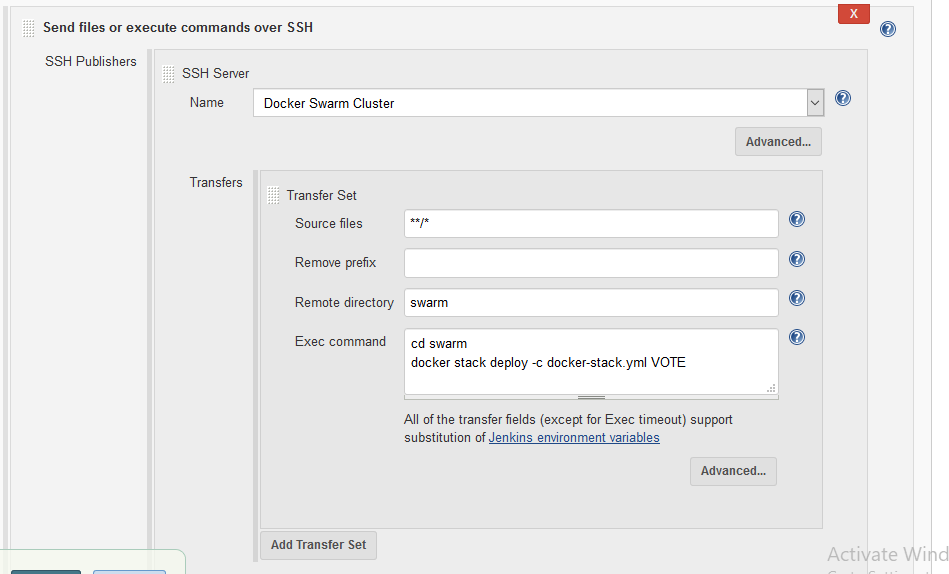 Send files or execute commands over SSH
X
?
SSH Publishers
SSH Server
Name
Docker Swarm Cluster
?
Advanced...
Transfers
Transfer Set
Source files
**/*
?
Remove prefix
?
Remote directory
swarm
?
Exec command
cd swarm
docker stack deploy -c docker-stack.yml VOTE
?
All of the transfer fields (except for Exec timeout) support
substitution of Jenkins environment variables
Advanced...
Add Transfer Set
Activate Wind